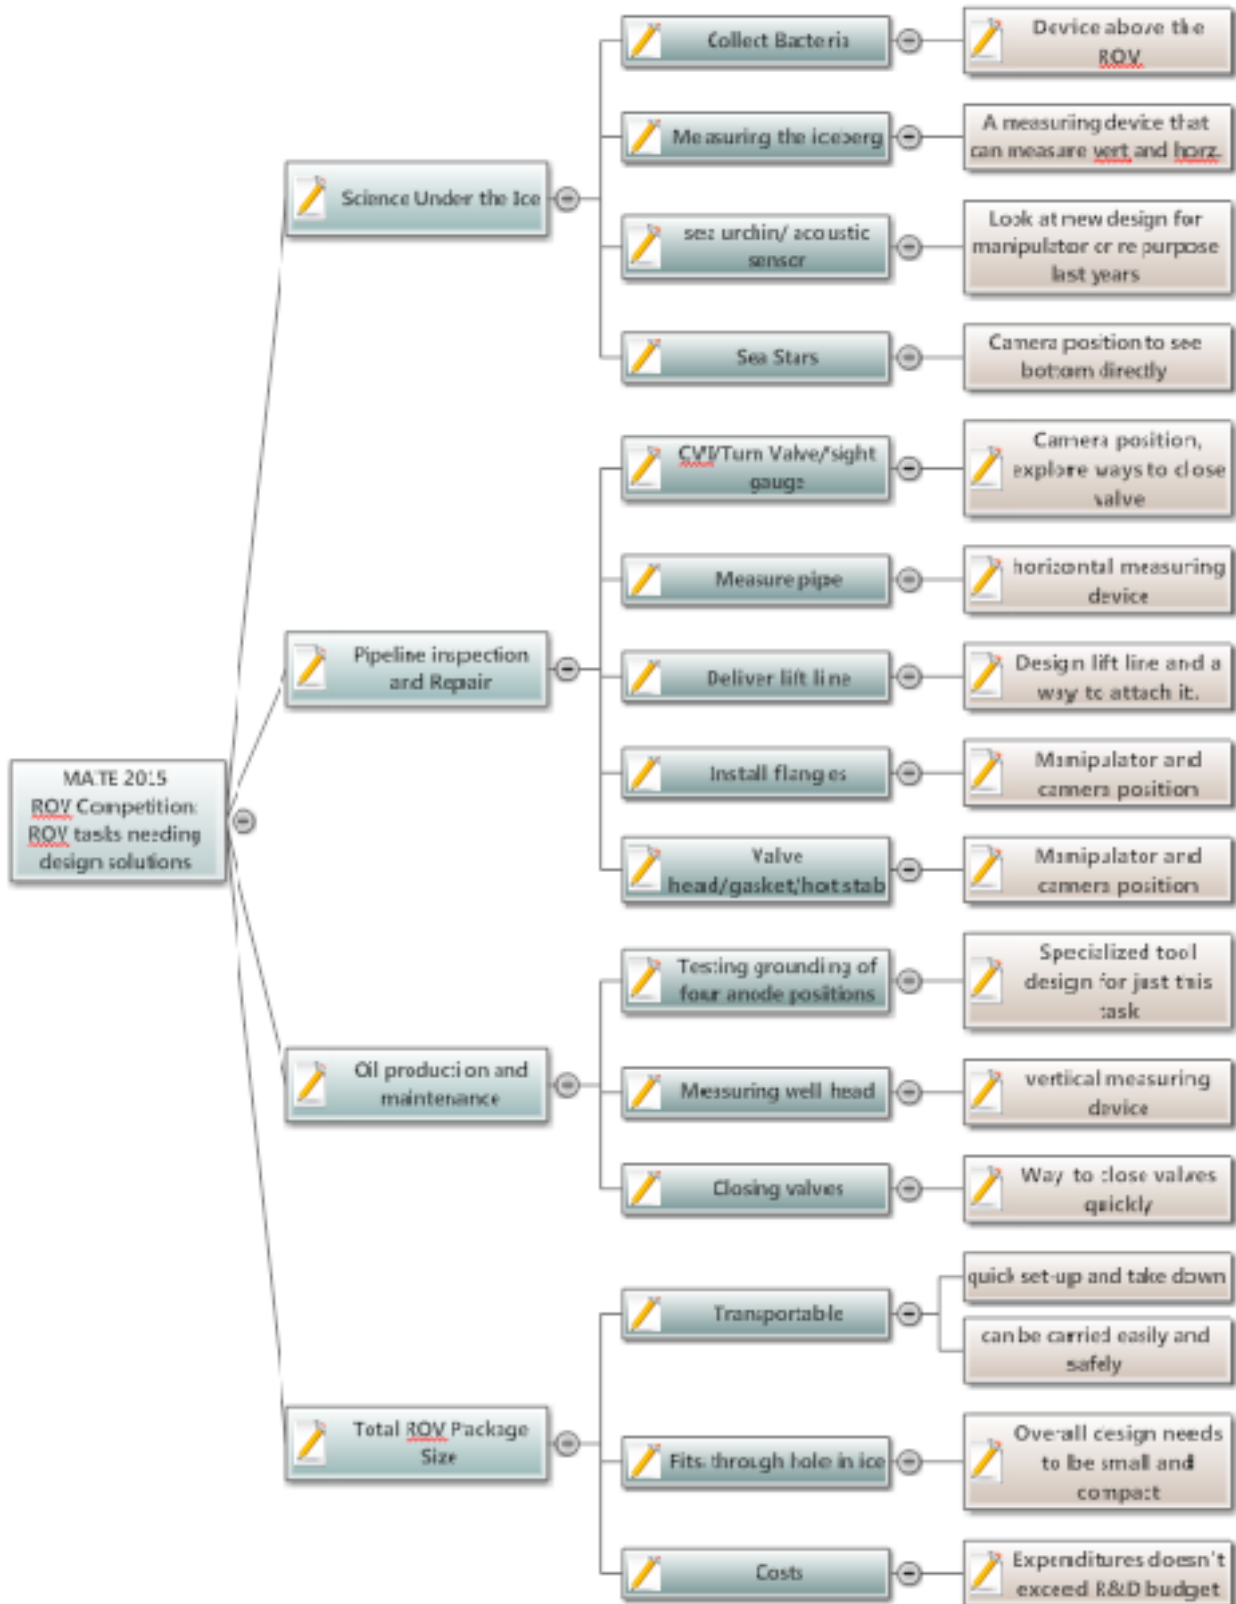 MATE 2015
ROV Competition:
ROV tasks needing
design solutions
Science Under the Ice
Collect Bacteria
Device above the
ROV
Measuring the iceberg
A measuring device that
can measure vert and horz.
sea urchin/ acoustic
sensor
Look at new design for
manipulator or re purpose
last years
Sea Stars
Camera position to see
bottom directly
Pipeline inspection
and Repair
CVI/Turn Valve/sight
gauge
Camera position,
explore ways to close
valve
Measure pipe
horizontal measuring
device
Deliver lift line
Design lift line and a
way to attach it.
Install flanges
Manipulator and
camera position
Valve
head/gasket/hot stab
Manipulator and
camera position
Oil production and
maintenance
Testing grounding of
four anode positions
Specialized tool
design for just this
task
Measuring well head
vertical measuring
device
Closing valves
Way to close valves
quickly
Total ROV Package
Size
Transportable
quick set-up and take down
can be carried easily and
safely
Fits through hole in ice
Overall design needs
to be small and
compact
Costs
Expenditures doesn't
exceed R&D budget